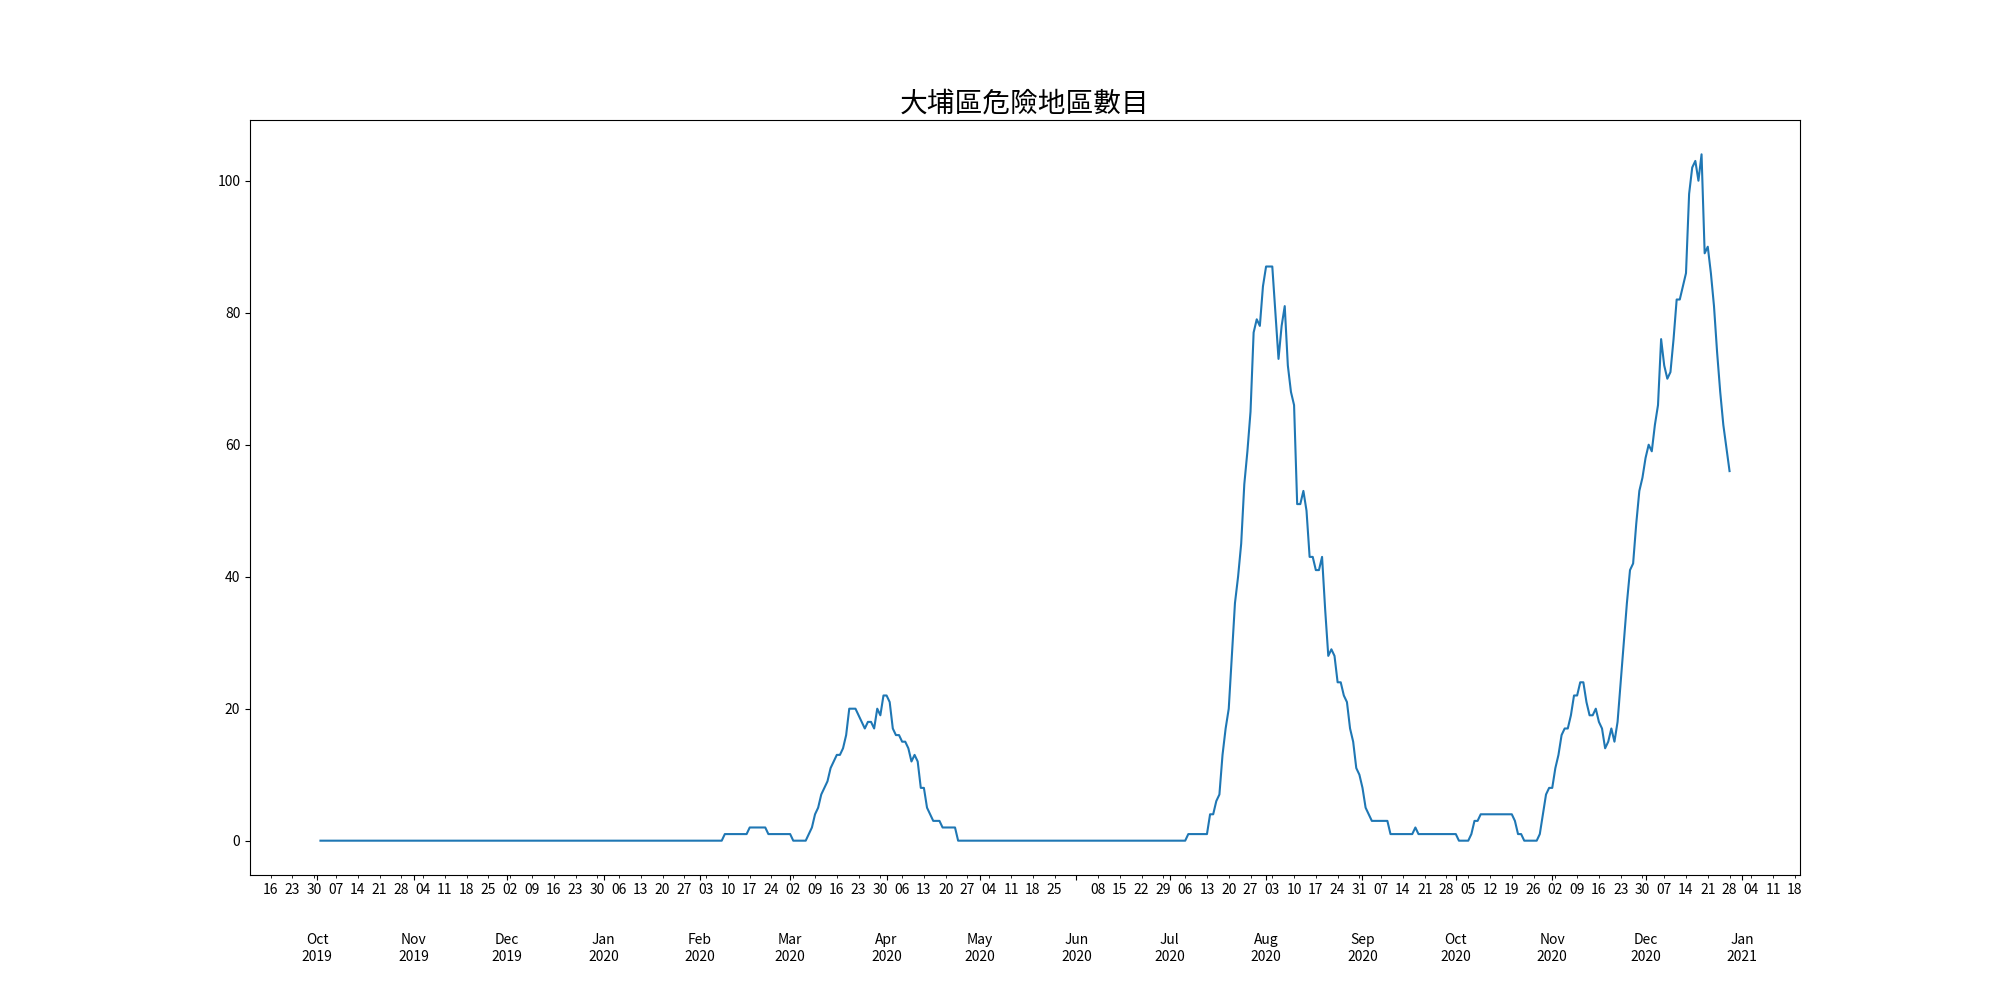 大埔區危險地區數目
100
80
60
40
20
0
16 23 30 07 14 21 28 04 11 18 25 02 09 16 23 30 06 13 20 27 03 10 17 24 02 09 16 23 30 06 13 20 27 04 11 18 25 08 15 22 29 06 13 20 27 03 10 17 24 31 07 14 21 28 05 12 19 26 02 09 16 23 30 07 14 21 28 04 11 18
Oct Nov Dec Jan Feb Mar Apr May Jun Jul Aug Sep Oct Nov Dec Jan
2019 2019 2019 2020 2020 2020 2020 2020 2020 2020 2020 2020 2020 2020 2020 2021